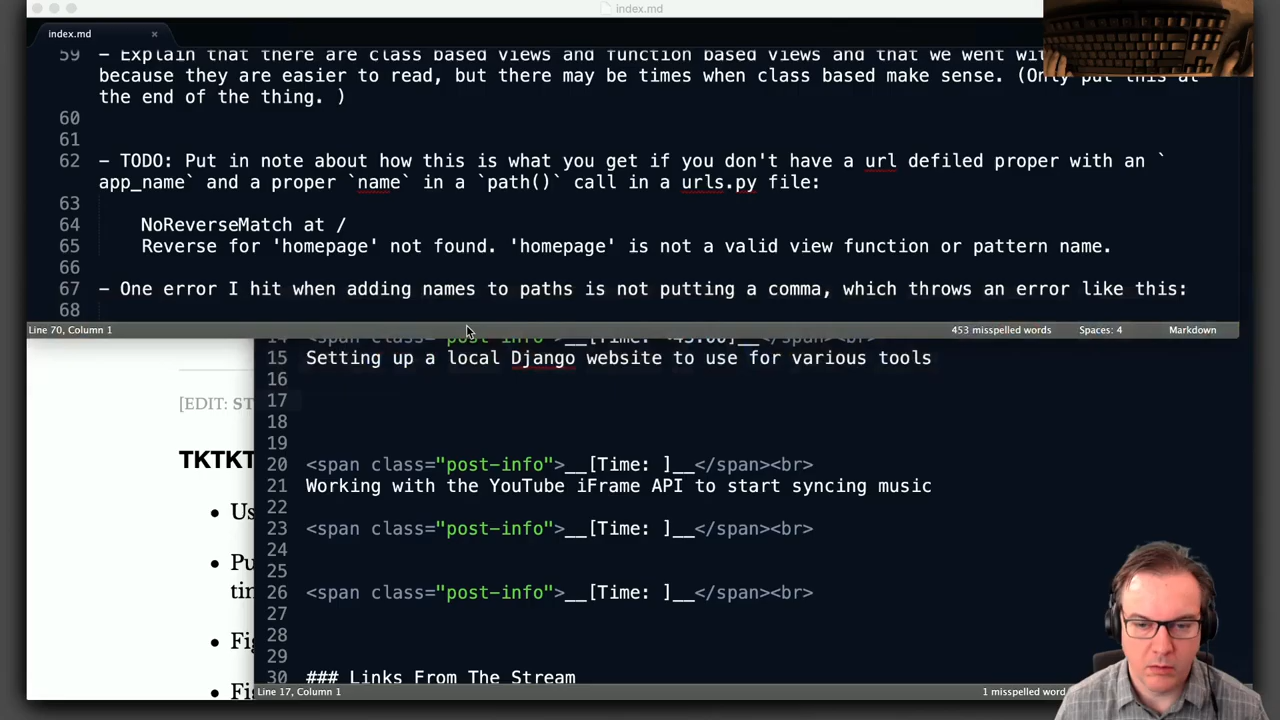 index.md
index.md
59 – Explain that there are class based views and function based views and that we went wi
because they are easier to read, but there may be times when class based make sense. (Only put this at
the end of the thing. )
60
61
62 – TODO: Put in note about how this is what you get if you don't have a url defiled proper with an `
app_name` and a proper `name` in a `path()` call in a urls.py file:
63
64 NoReverseMatch at /
65 Reverse for 'homepage' not found. 'homepage' is not a valid view function or pattern name.
66
67 – One error I hit when adding names to paths is not putting a comma, which throws an error like this:
68
Line 70, Column 1 453 misspelled words Spaces: 4 Markdown
15 Setting up a local Django website to use for various tools
16
17
18
19
20 <span class="post-info">__[Time: ]__</span><br>
21 Working with the YouTube iFrame API to start syncing music
22
23 <span class="post-info">__[Time: ]__</span><br>
24
25
26 <span class="post-info">__[Time: ]__</span><br>
27
28
29
30 ### Links From The Stream
Line 17, Column 1 1 misspelled word
[EDIT: ST
TKTKT
• Us
• Pu
tin
• Fig
• Fig